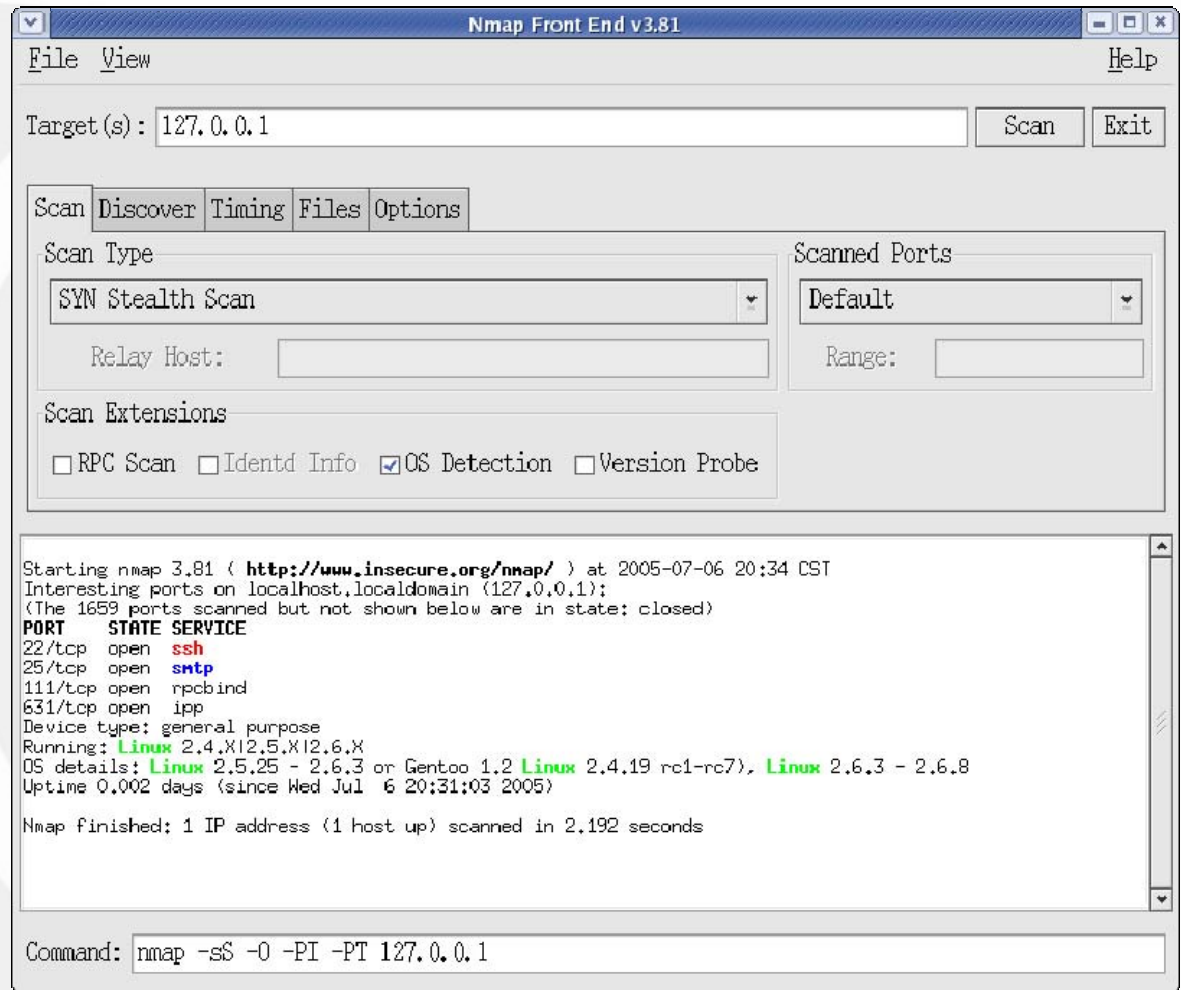 Nmap Front End v3.81
File View Help
Target(s): 127.0.0.1 Scan Exit
Scan Discover Timing Files Options
Scan Type
SYN Stealth Scan
Relay Host:
Scanned Ports
Default
Range:
Scan Extensions
RPC Scan Identd Info OS Detection Version Probe
Starting nmap 3.81 ( http://www.insecure.org/nmap/ ) at 2005-07-06 20:34 CST
Interesting ports on localhost.localdomain (127.0.0.1):
(The 1659 ports scanned but not shown below are in state: closed)
PORT STATE SERVICE
22/tcp open ssh
25/tcp open smtp
111/tcp open rpcbind
631/tcp open ipp
Device type: general purpose
Running: Linux 2.4.X|2.5.X|2.6.X
OS details: Linux 2.5.25 - 2.6.3 or Gentoo 1.2 Linux 2.4.19 rc1-rc7), Linux 2.6.3 - 2.6.8
Uptime 0.002 days (since Wed Jul 6 20:31:03 2005)
Nmap finished: 1 IP address (1 host up) scanned in 2.192 seconds
Command: nmap -sS -O -PI -PT 127.0.0.1